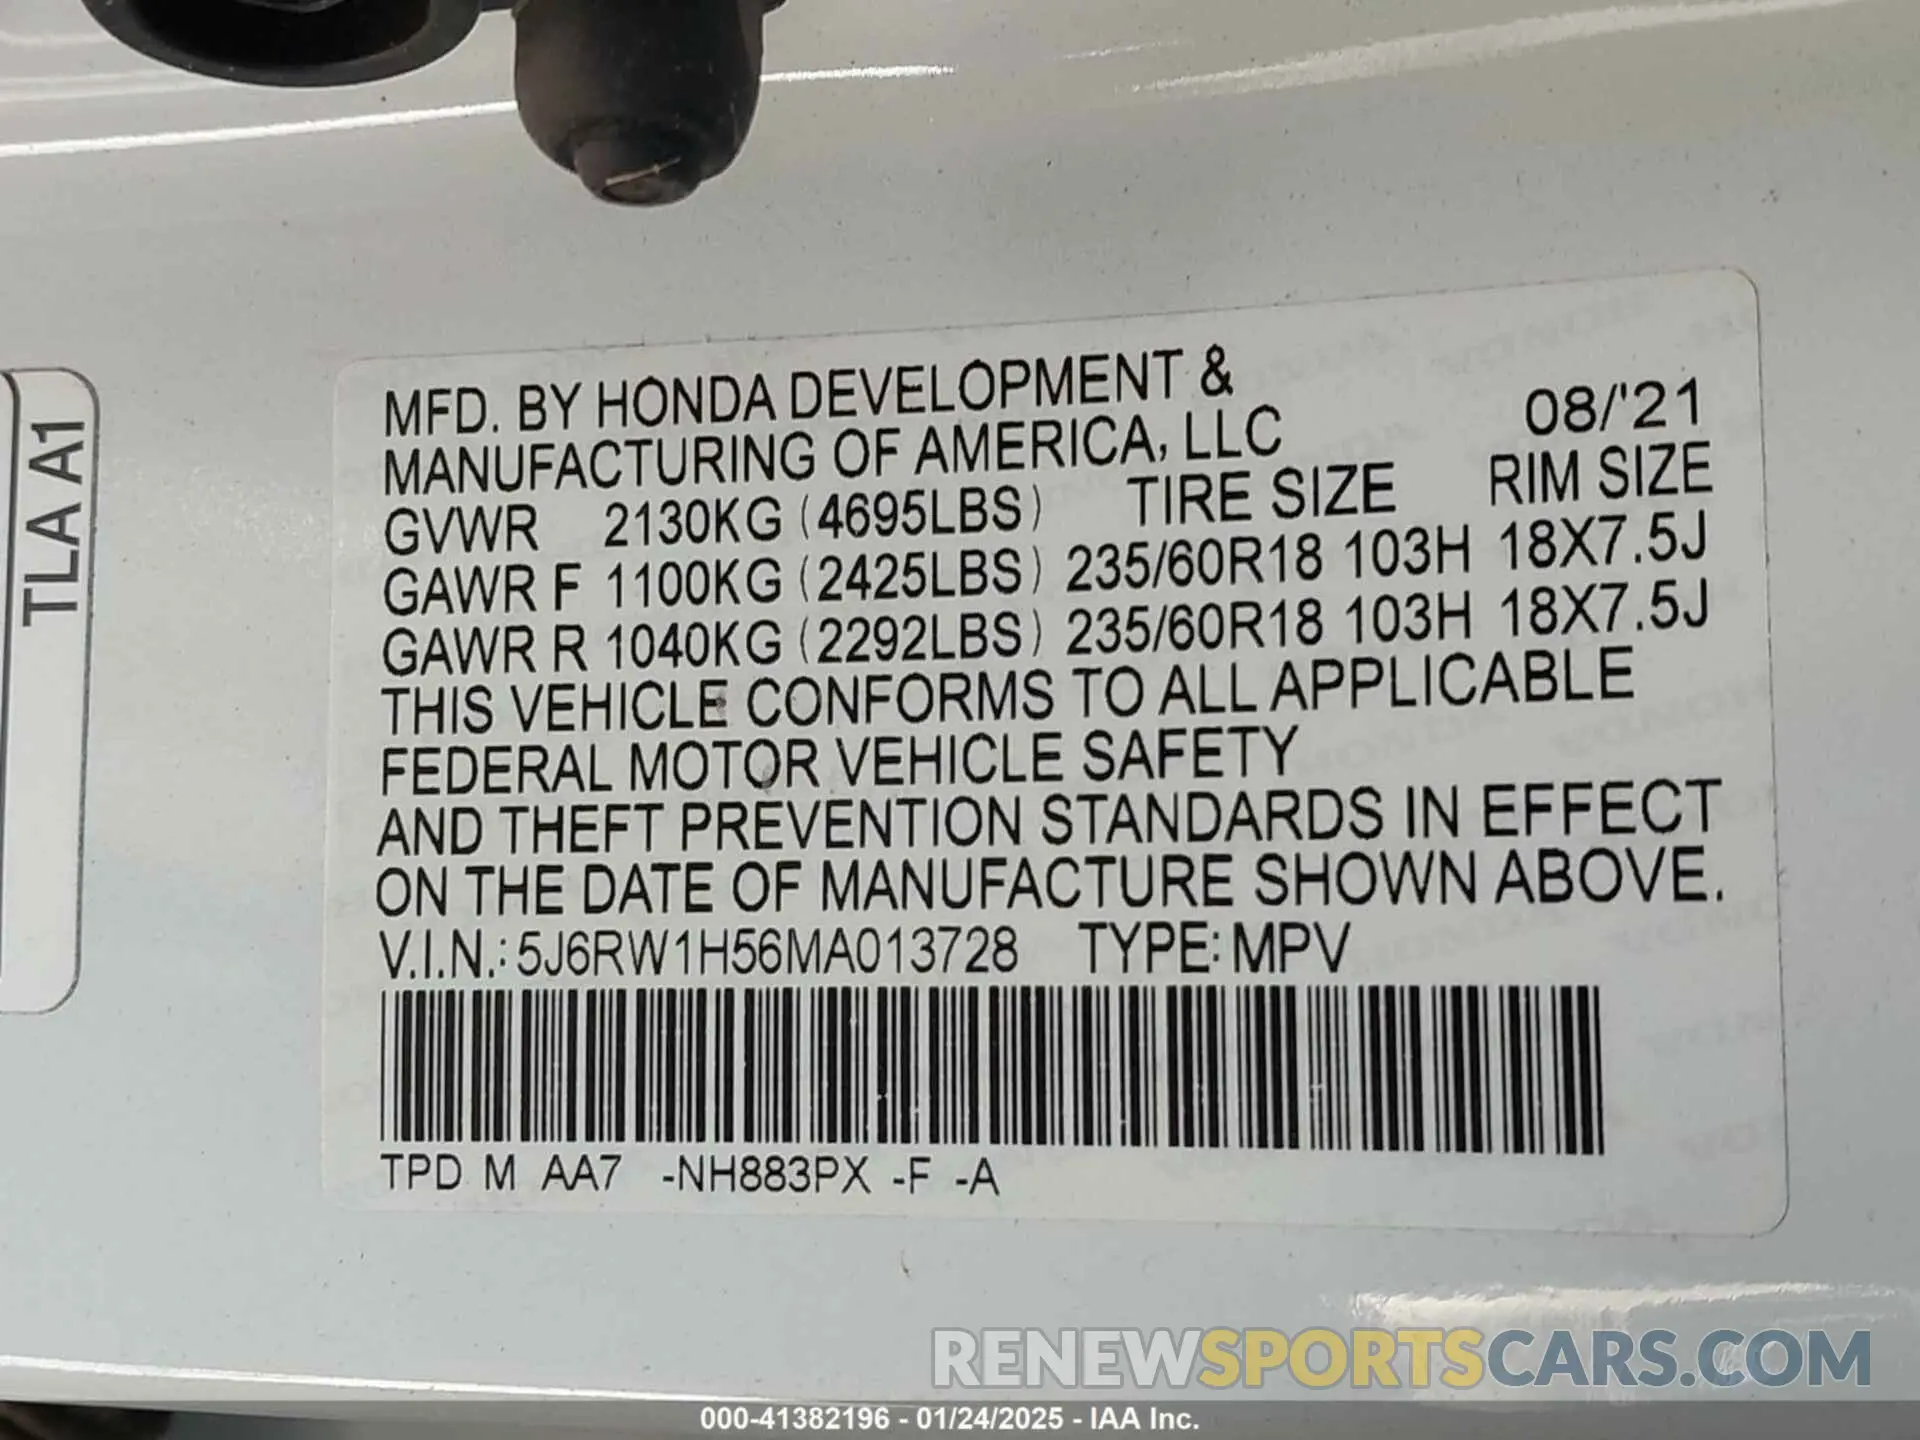 TLA A1
MFD. BY HONDA DEVELOPMENT &
MANUFACTURING OF AMERICA, LLC 08/'21
GVWR 2130KG (4695LBS) TIRE SIZE RIM SIZE
GAWR F 1100KG (2425LBS) 235/60R18 103H 18X7.5J
GAWR R 1040KG (2292LBS) 235/60R18 103H 18X7.5J
THIS VEHICLE CONFORMS TO ALL APPLICABLE
FEDERAL MOTOR VEHICLE SAFETY
AND THEFT PREVENTION STANDARDS IN EFFECT
ON THE DATE OF MANUFACTURE SHOWN ABOVE.
V.I.N.: 5J6RW1H56MA013728 TYPE: MPV
TPD M AA7 -NH883PX -F -A
RENEWSPORTSCARS.COM
000-41382196 - 01/24/2025 - IAA Inc.